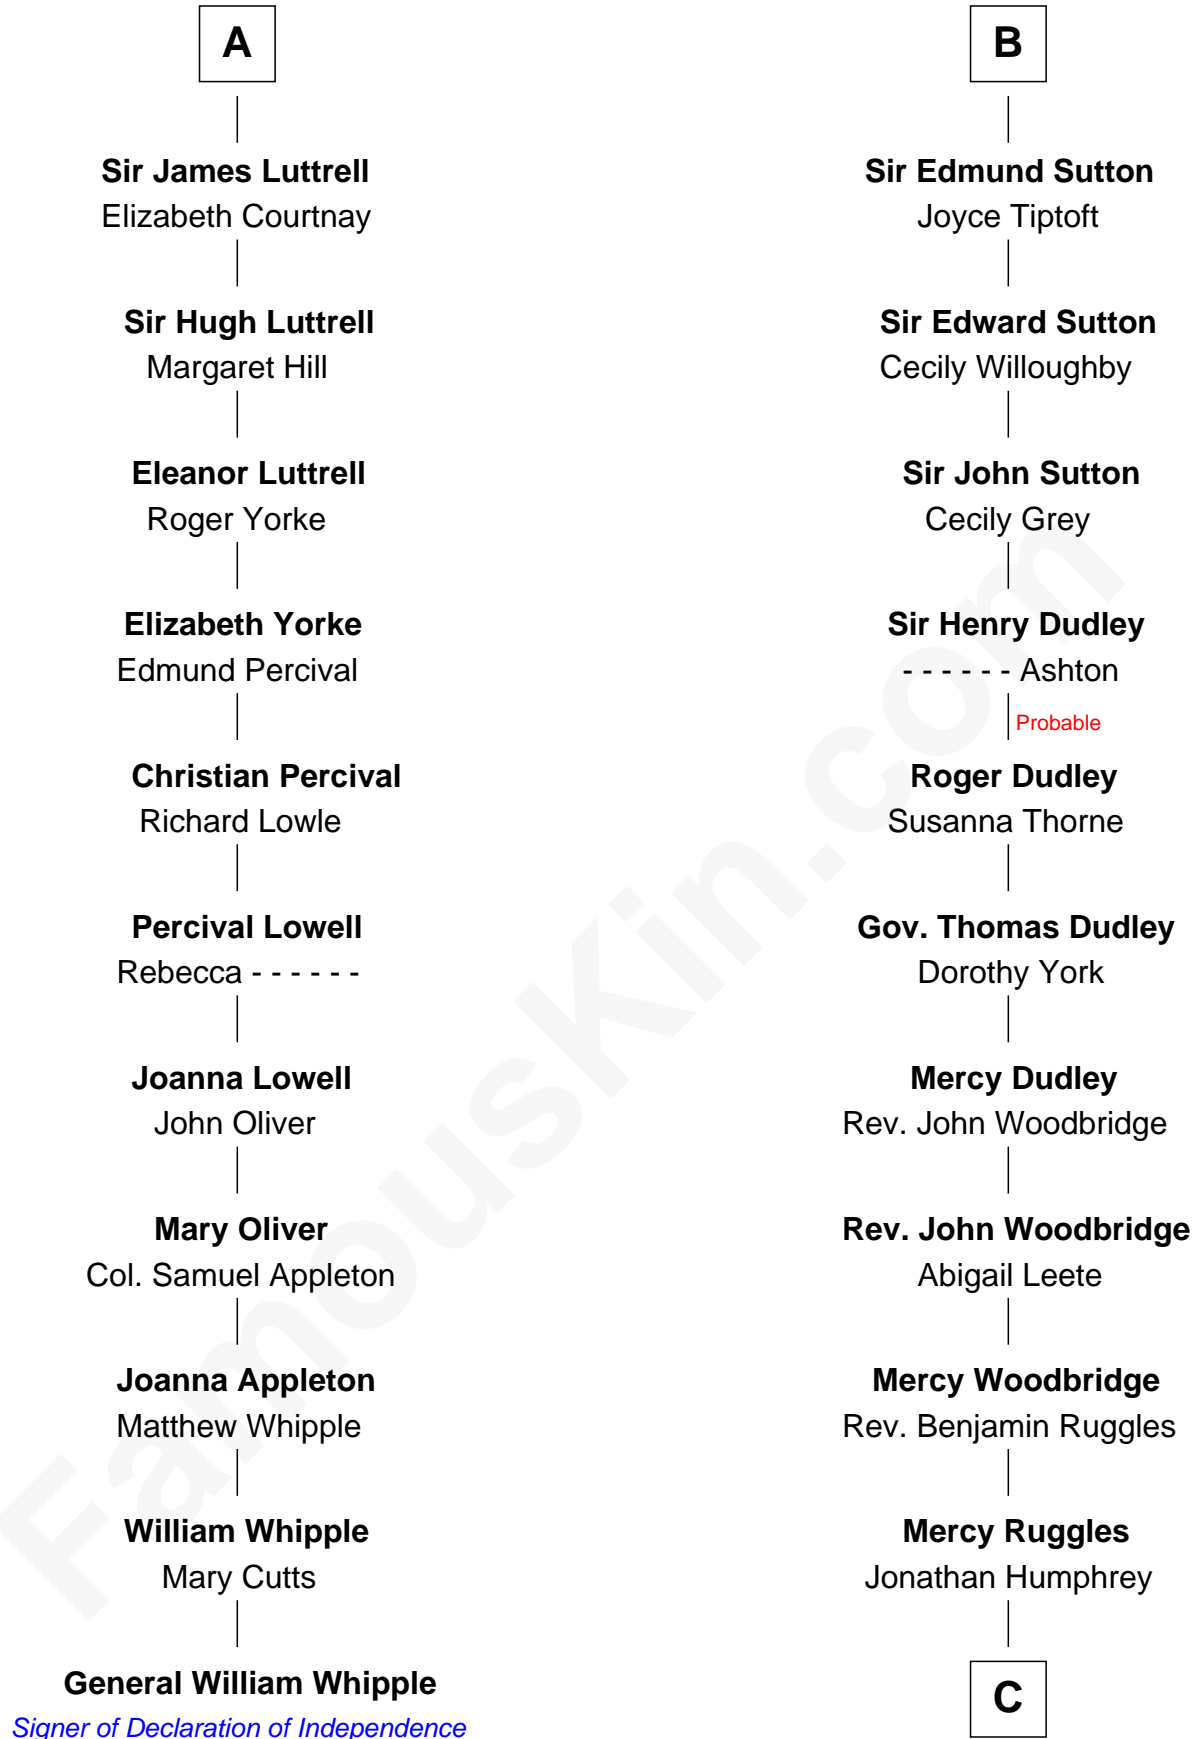 A
Sir James Luttrell
Elizabeth Courtnay
Sir Hugh Luttrell
Margaret Hill
Eleanor Luttrell
Roger Yorke
Elizabeth Yorke
Edmund Percival
Christian Percival
Richard Lowle
Percival Lowell
Rebecca - - - - - -
Joanna Lowell
John Oliver
Mary Oliver
Col. Samuel Appleton
Joanna Appleton
Matthew Whipple
William Whipple
Mary Cutts
General William Whipple
Signer of Declaration of Independence
B
Sir Edmund Sutton
Joyce Tiptoft
Sir Edward Sutton
Cecily Willoughby
Sir John Sutton
Cecily Grey
Sir Henry Dudley
- - - - - - Ashton
Probable
Roger Dudley
Susanna Thorne
Gov. Thomas Dudley
Dorothy York
Mercy Dudley
Rev. John Woodbridge
Rev. John Woodbridge
Abigail Leete
Mercy Woodbridge
Rev. Benjamin Ruggles
Mercy Ruggles
Jonathan Humphrey
C
FamousKin.com